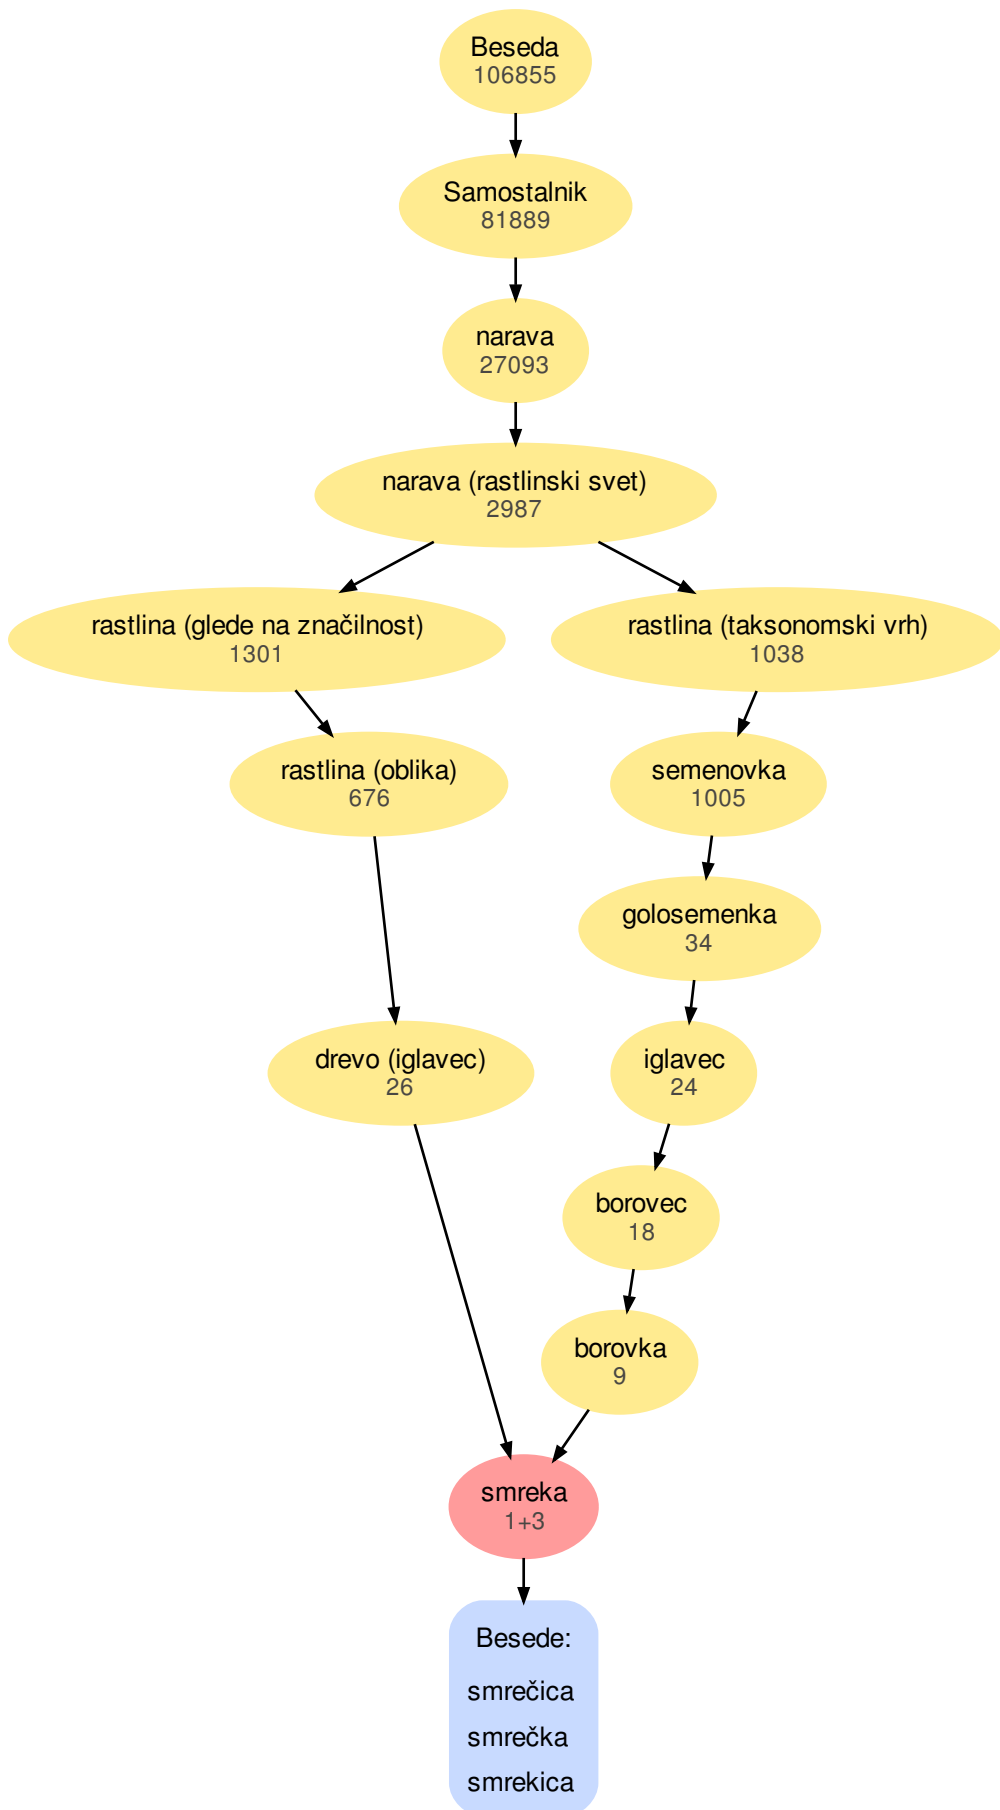 Beseda
106855
Samostalnik
81889
narava
27093
narava (rastlinski svet)
2987
rastlina (glede na značilnost)
1301
rastlina (taksonomski vrh)
1038
rastlina (oblika)
676
semenovka
1005
golosemenka
34
drevo (iglavec)
26
iglavec
24
borovec
18
borovka
9
smreka
1+3
Besede:
smrečica
smrečka
smrekica